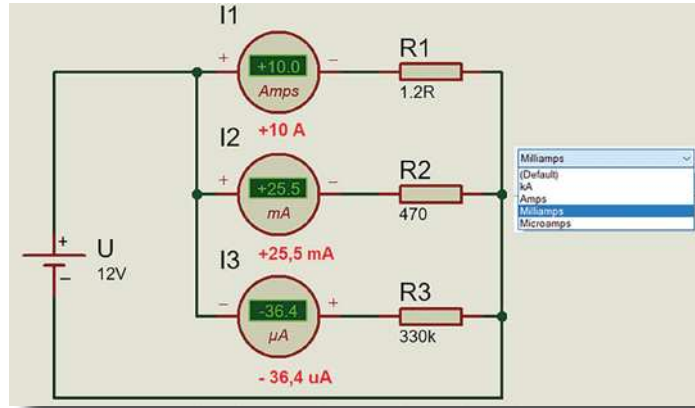 I1
+ +10.0 −
Amps
+10 A
R1
1.2R
I2
+ +25.5 −
mA
+25,5 mA
R2
470
Milliamps
(Default)
kA
Amps
Milliamps
Microamps
+
−
U
12V
I3
− -36.4 +
µA
- 36,4 uA
R3
330k